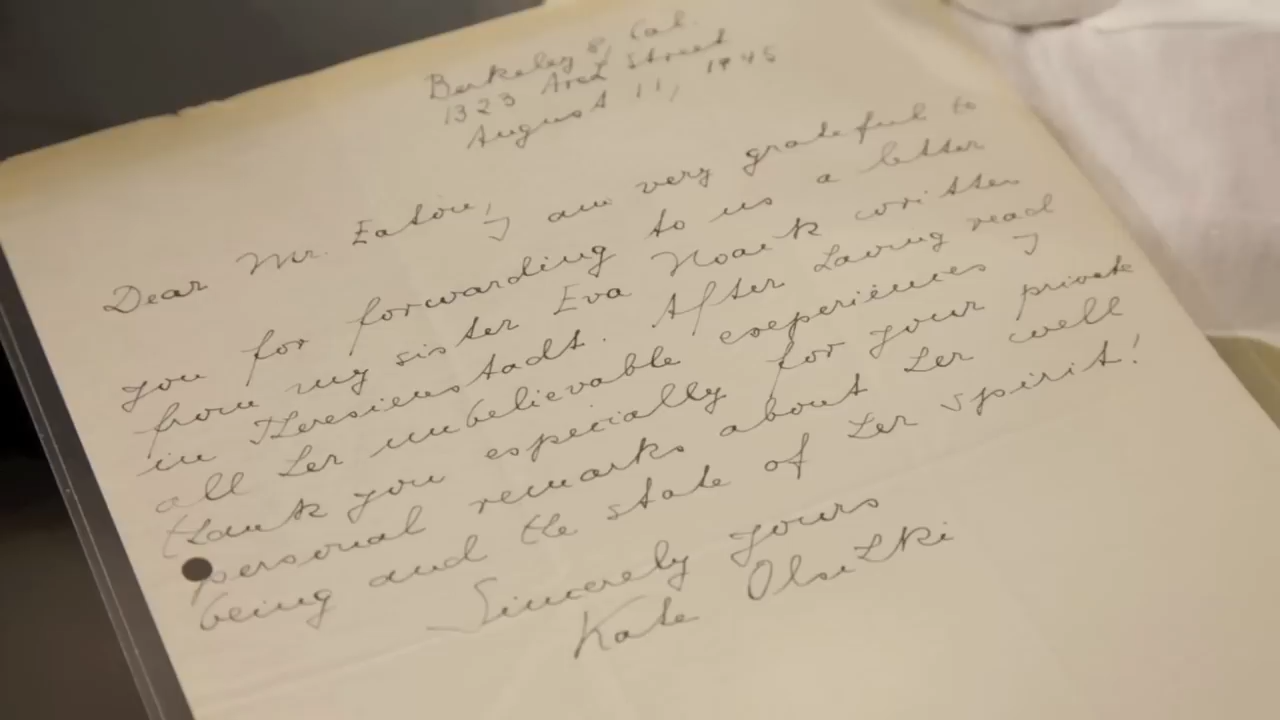 Berkeley 8, Cal.
1323 Arch Street
August 11, 1945
Dear Mr. Eaton,
I am very grateful to
you for forwarding to us a letter
from my sister Eva Noack written
in Theresienstadt. After having read
all her unbelievable experiences I
thank you especially for your private
personal remarks about her well
being and the state of her spirit!
Sincerely yours
Kate Olschki